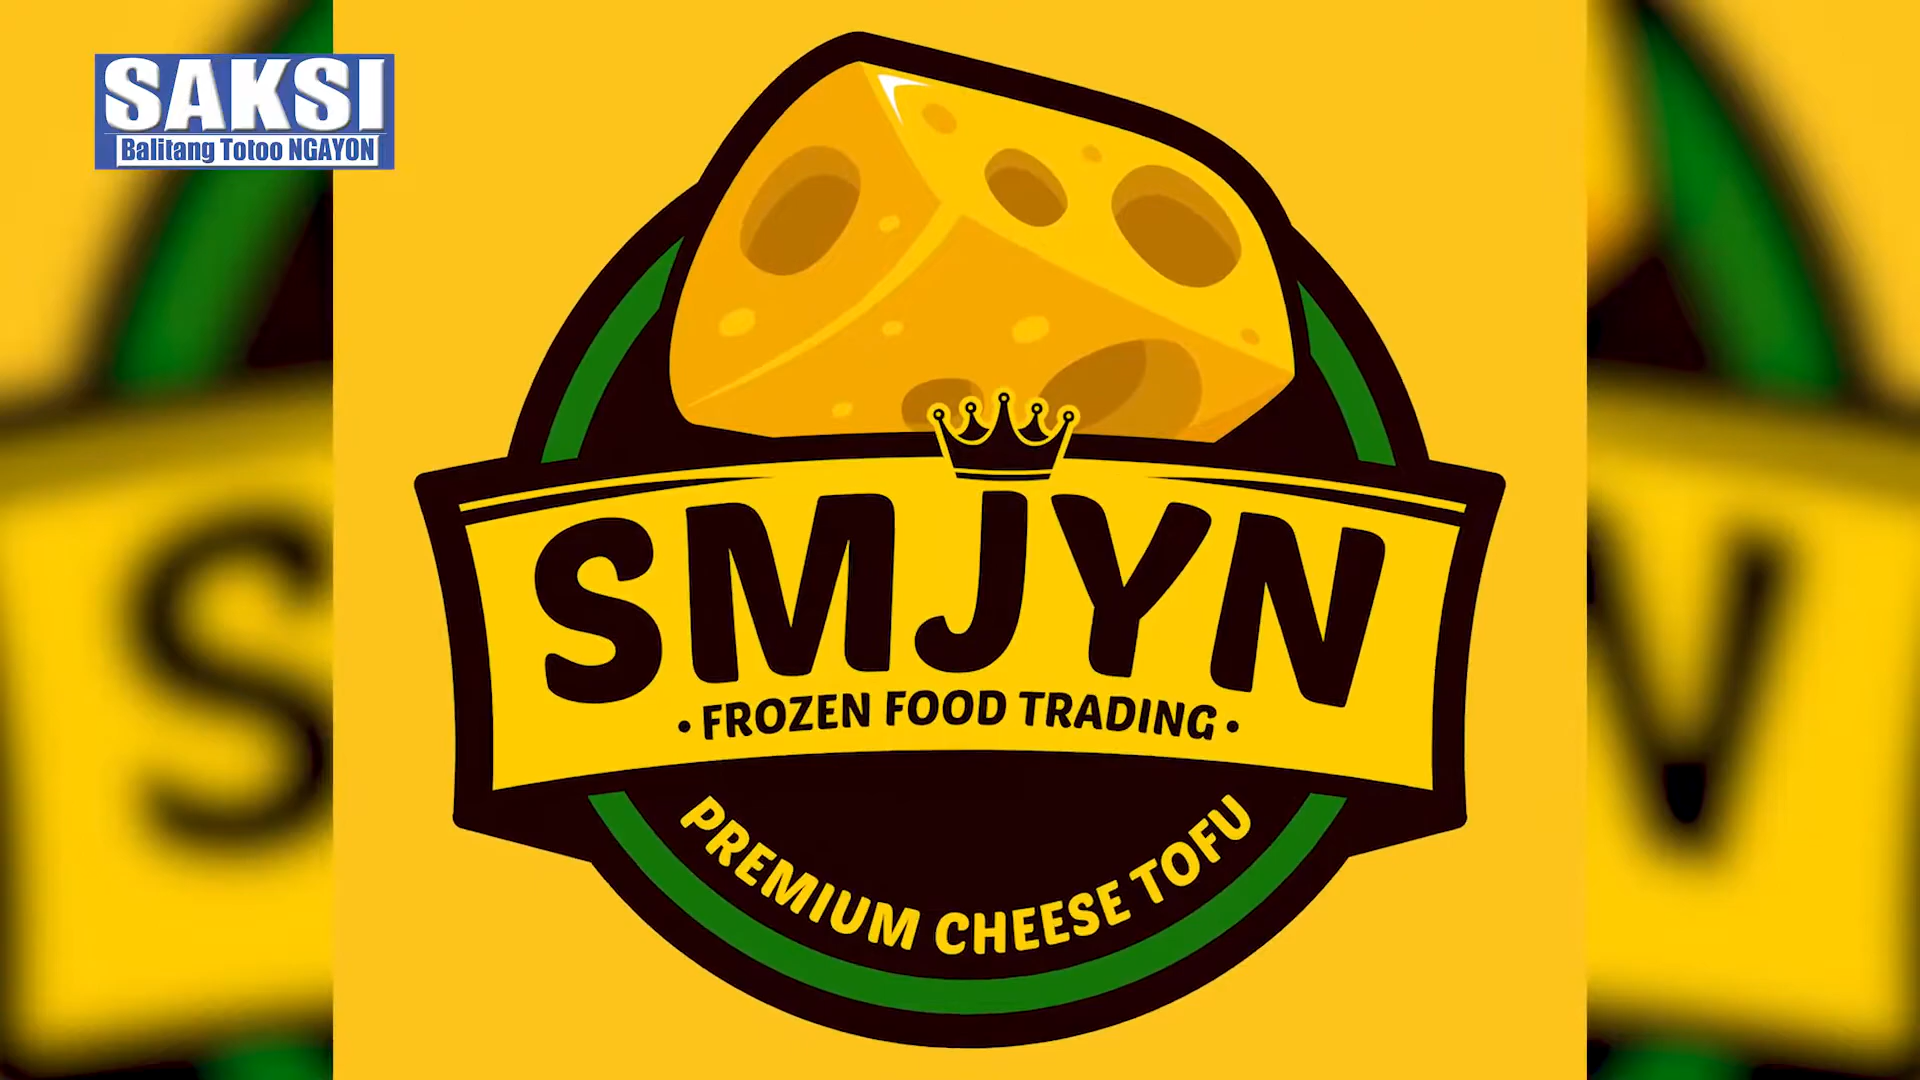 SAKSI
Balitang Totoo NGAYON
SMJYN
• FROZEN FOOD TRADING •
PREMIUM CHEESE TOFU